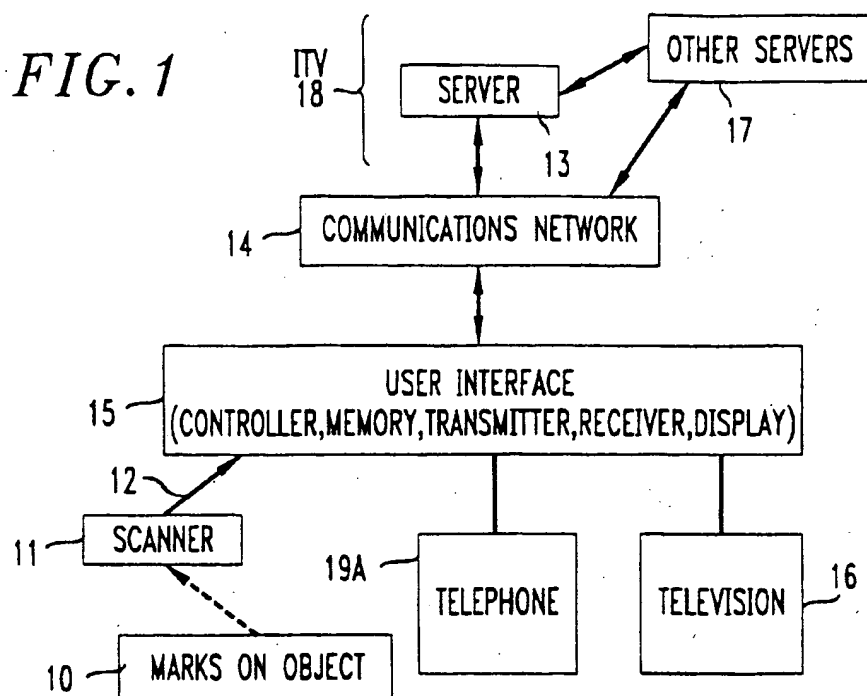 FIG. 1
ITV
18
SERVER
13
OTHER SERVERS
17
14
COMMUNICATIONS NETWORK
15
USER INTERFACE
(CONTROLLER,MEMORY,TRANSMITTER,RECEIVER,DISPLAY)
12
11
SCANNER
19A
TELEPHONE
TELEVISION
16
10
MARKS ON OBJECT